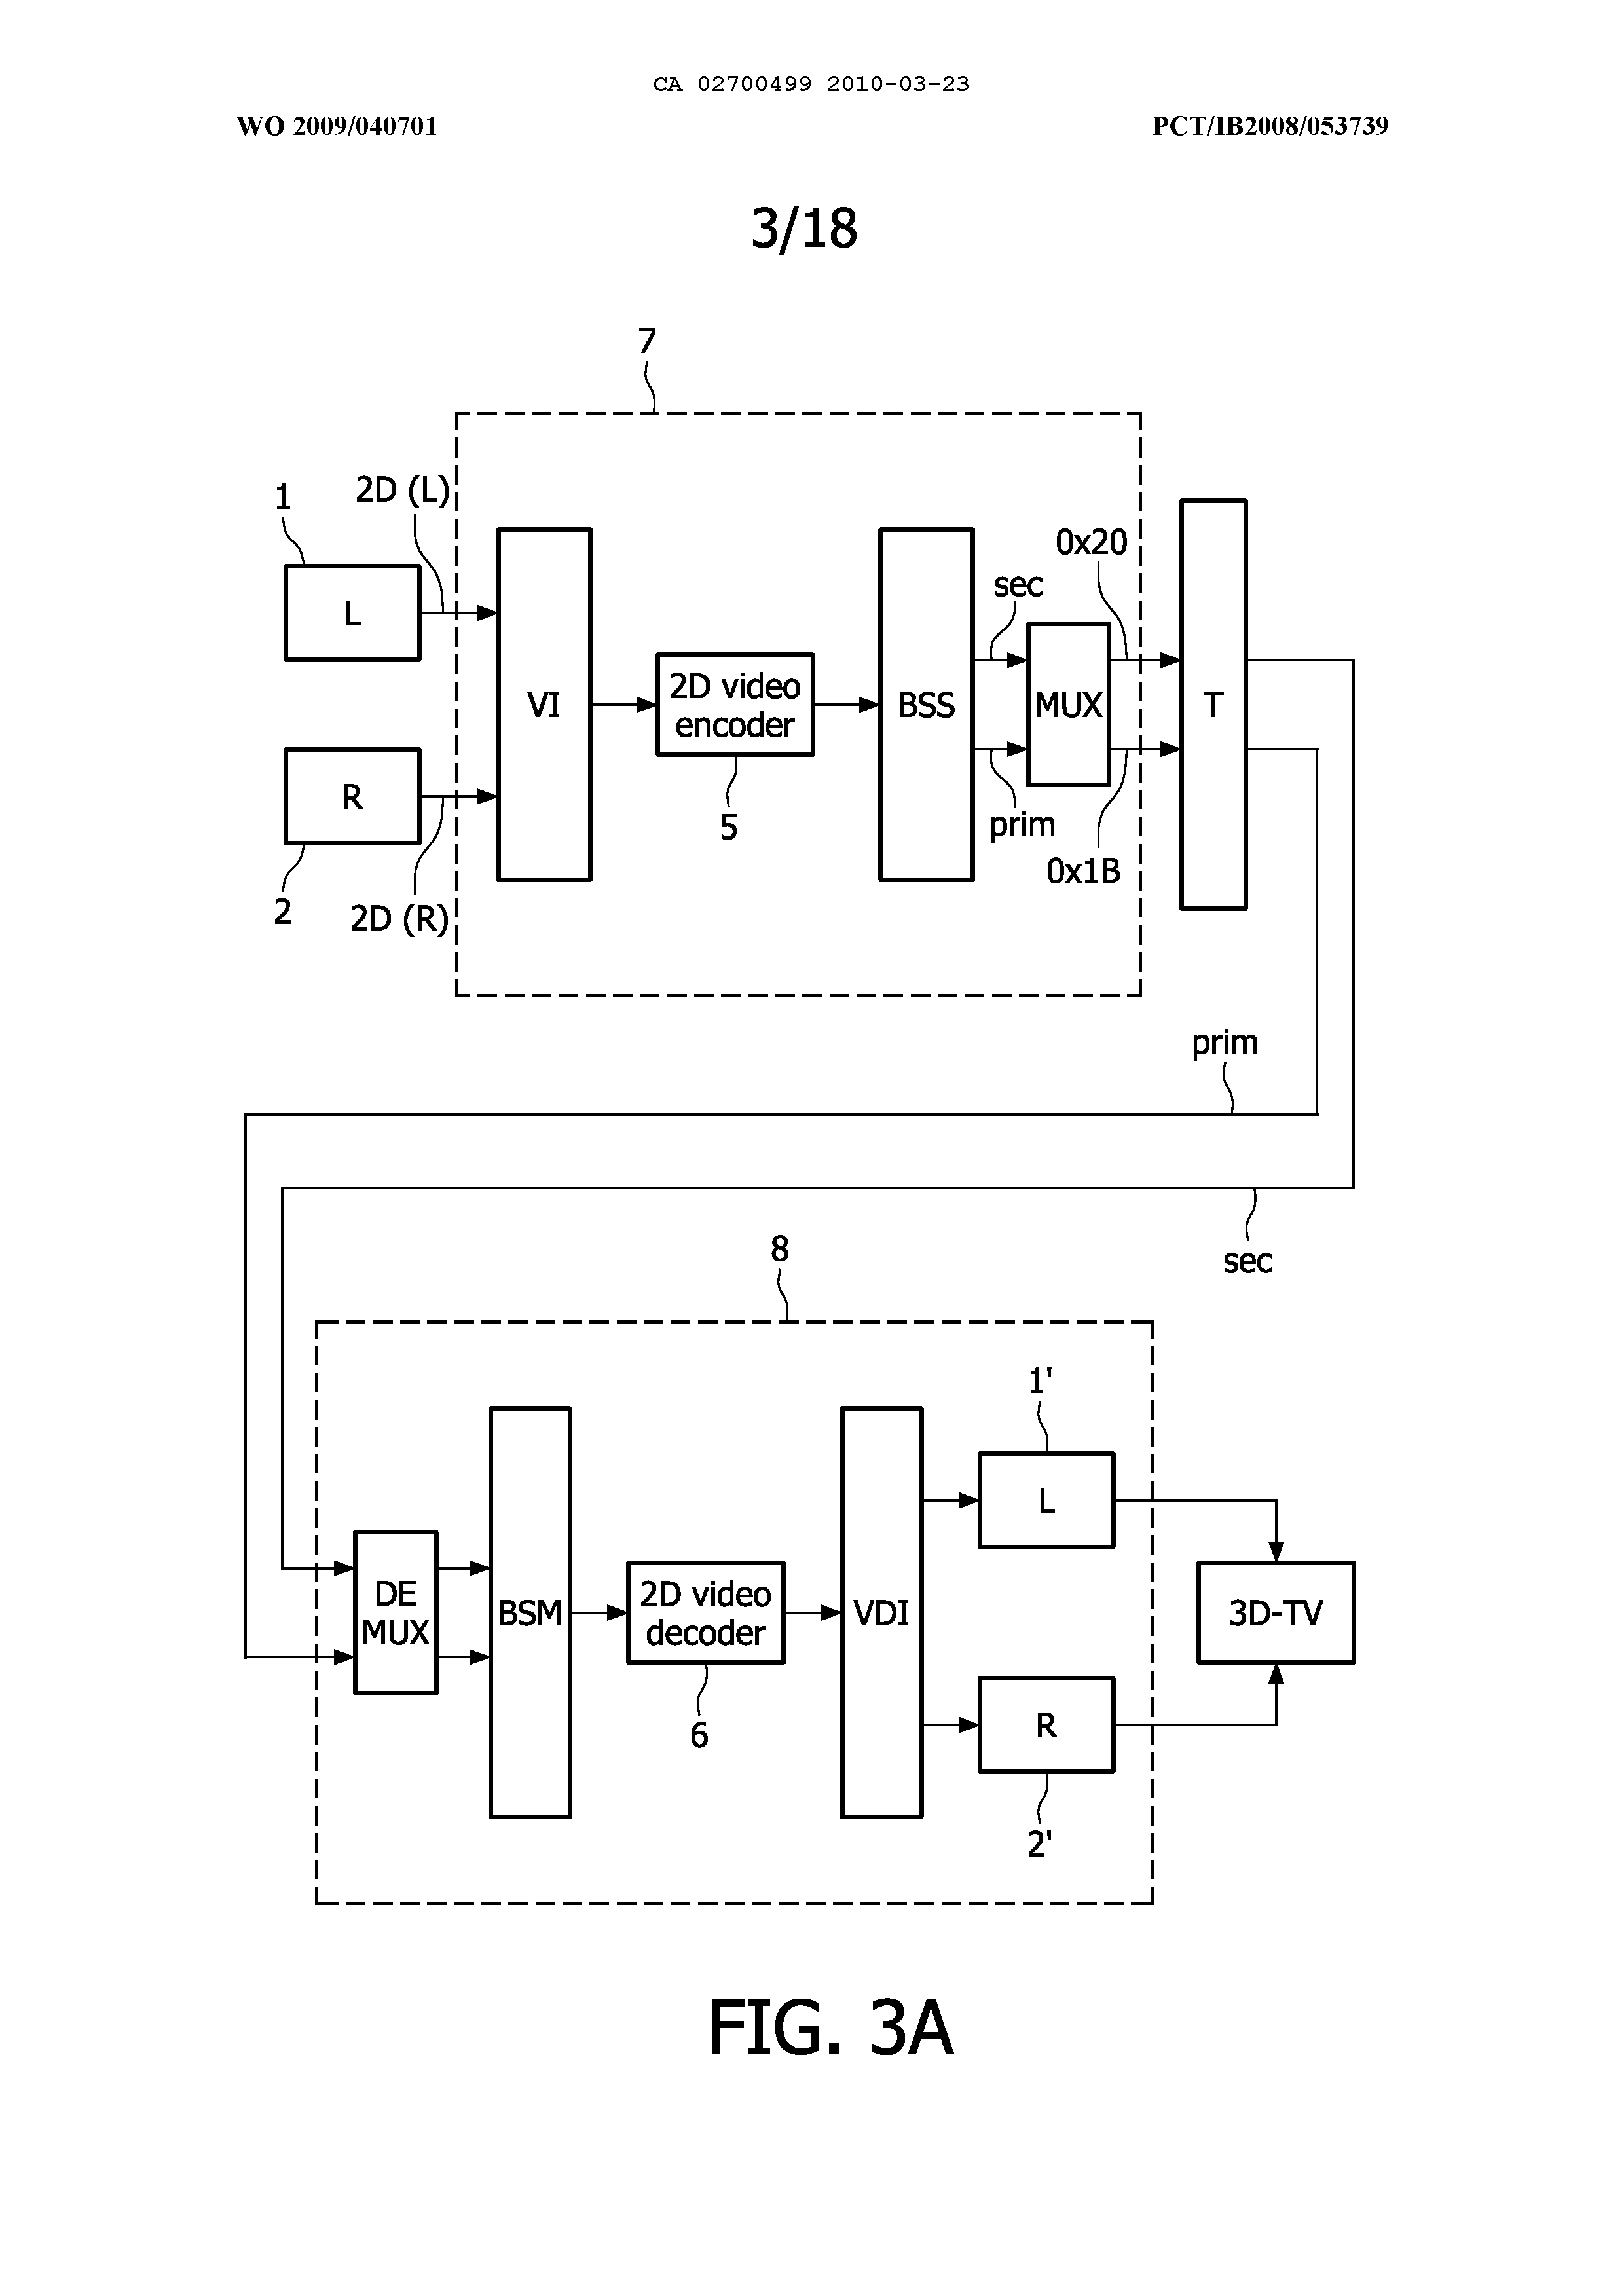 CA 02700499 2010-03-23
WO 2009/040701
PCT/IB2008/053739
3/18
7
1
2D (L)
L
R
2
2D (R)
VI
2D video
encoder
5
BSS
sec
prim
MUX
0x20
0x1B
T
prim
sec
8
DE
MUX
BSM
2D video
decoder
6
VDI
1'
L
R
2'
3D-TV
FIG. 3A